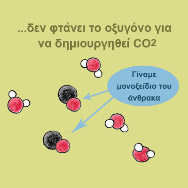 ...δεν φτάνει το οξυγόνο για
να δημιουργηθεί CO2
Γίναμε
μονοξείδιο του
άνθρακα